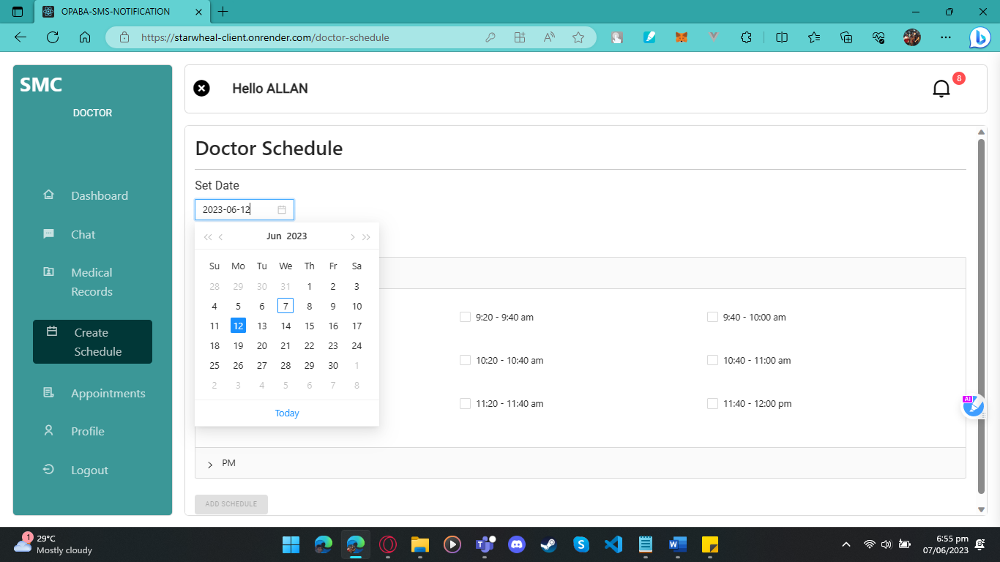 OPABA-SMS-NOTIFICATION
https://starwheal-client.onrender.com/doctor-schedule
SMC
DOCTOR
Dashboard
Chat
Medical
Records
Create
Schedule
Appointments
Profile
Logout
Hello ALLAN
8
Doctor Schedule
Set Date
2023-06-12
Jun 2023
Su Mo Tu We Th Fr Sa
28 29 30 31 1 2 3
4 5 6 7 8 9 10
11 12 13 14 15 16 17
18 19 20 21 22 23 24
25 26 27 28 29 30 1
2 3 4 5 6 7 8
Today
9:20 - 9:40 am
9:40 - 10:00 am
10:20 - 10:40 am
10:40 - 11:00 am
11:20 - 11:40 am
11:40 - 12:00 pm
AI
PM
ADD SCHEDULE
1
29°C
Mostly cloudy
6:55 pm
07/06/2023